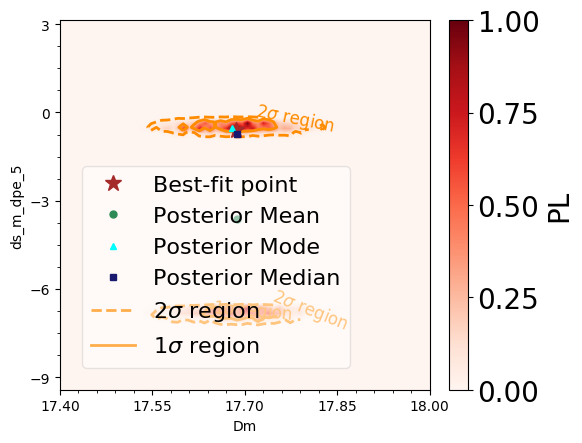 3
0
−3
−6
−9
ds_m_dpe_5
2σ region
Best-fit point
Posterior Mean
Posterior Mode
Posterior Median
2σ region
1σ region
2σ region
17.40 17.55 17.70 17.85 18.00
Dm
1.00
0.75
0.50
0.25
0.00
PL